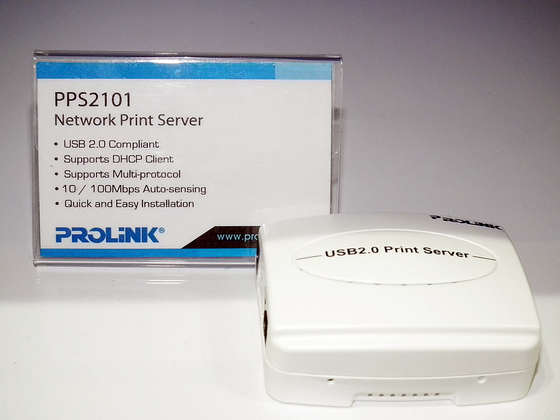 PPS2101
Network Print Server
• USB 2.0 Compliant
• Supports DHCP Client
• Supports Multi-protocol
• 10 / 100Mbps Auto-sensing
• Quick and Easy Installation
PROLiNK®
PROLiNK
USB2.0 Print Server